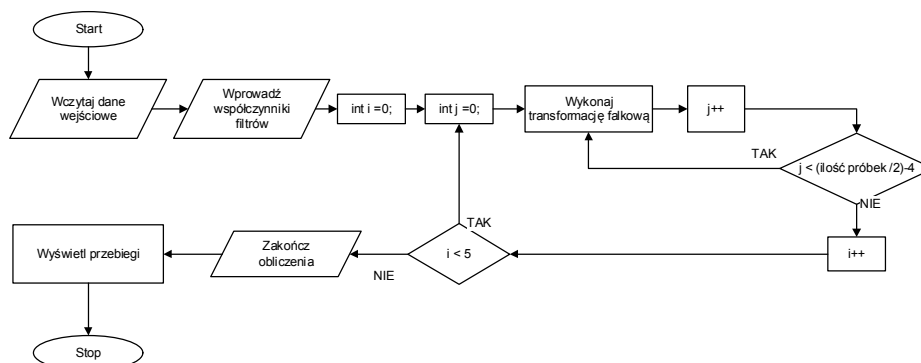 Start
Wczytaj dane
wejściowe
Wprowadź
współczynniki
filtrów
int i =0;
int j =0;
Wykonaj
transformację falkową
j++
TAK
j < (ilość próbek /2)-4
NIE
i++
TAK
i < 5
NIE
Zakończ
obliczenia
Wyświetl przebiegi
Stop